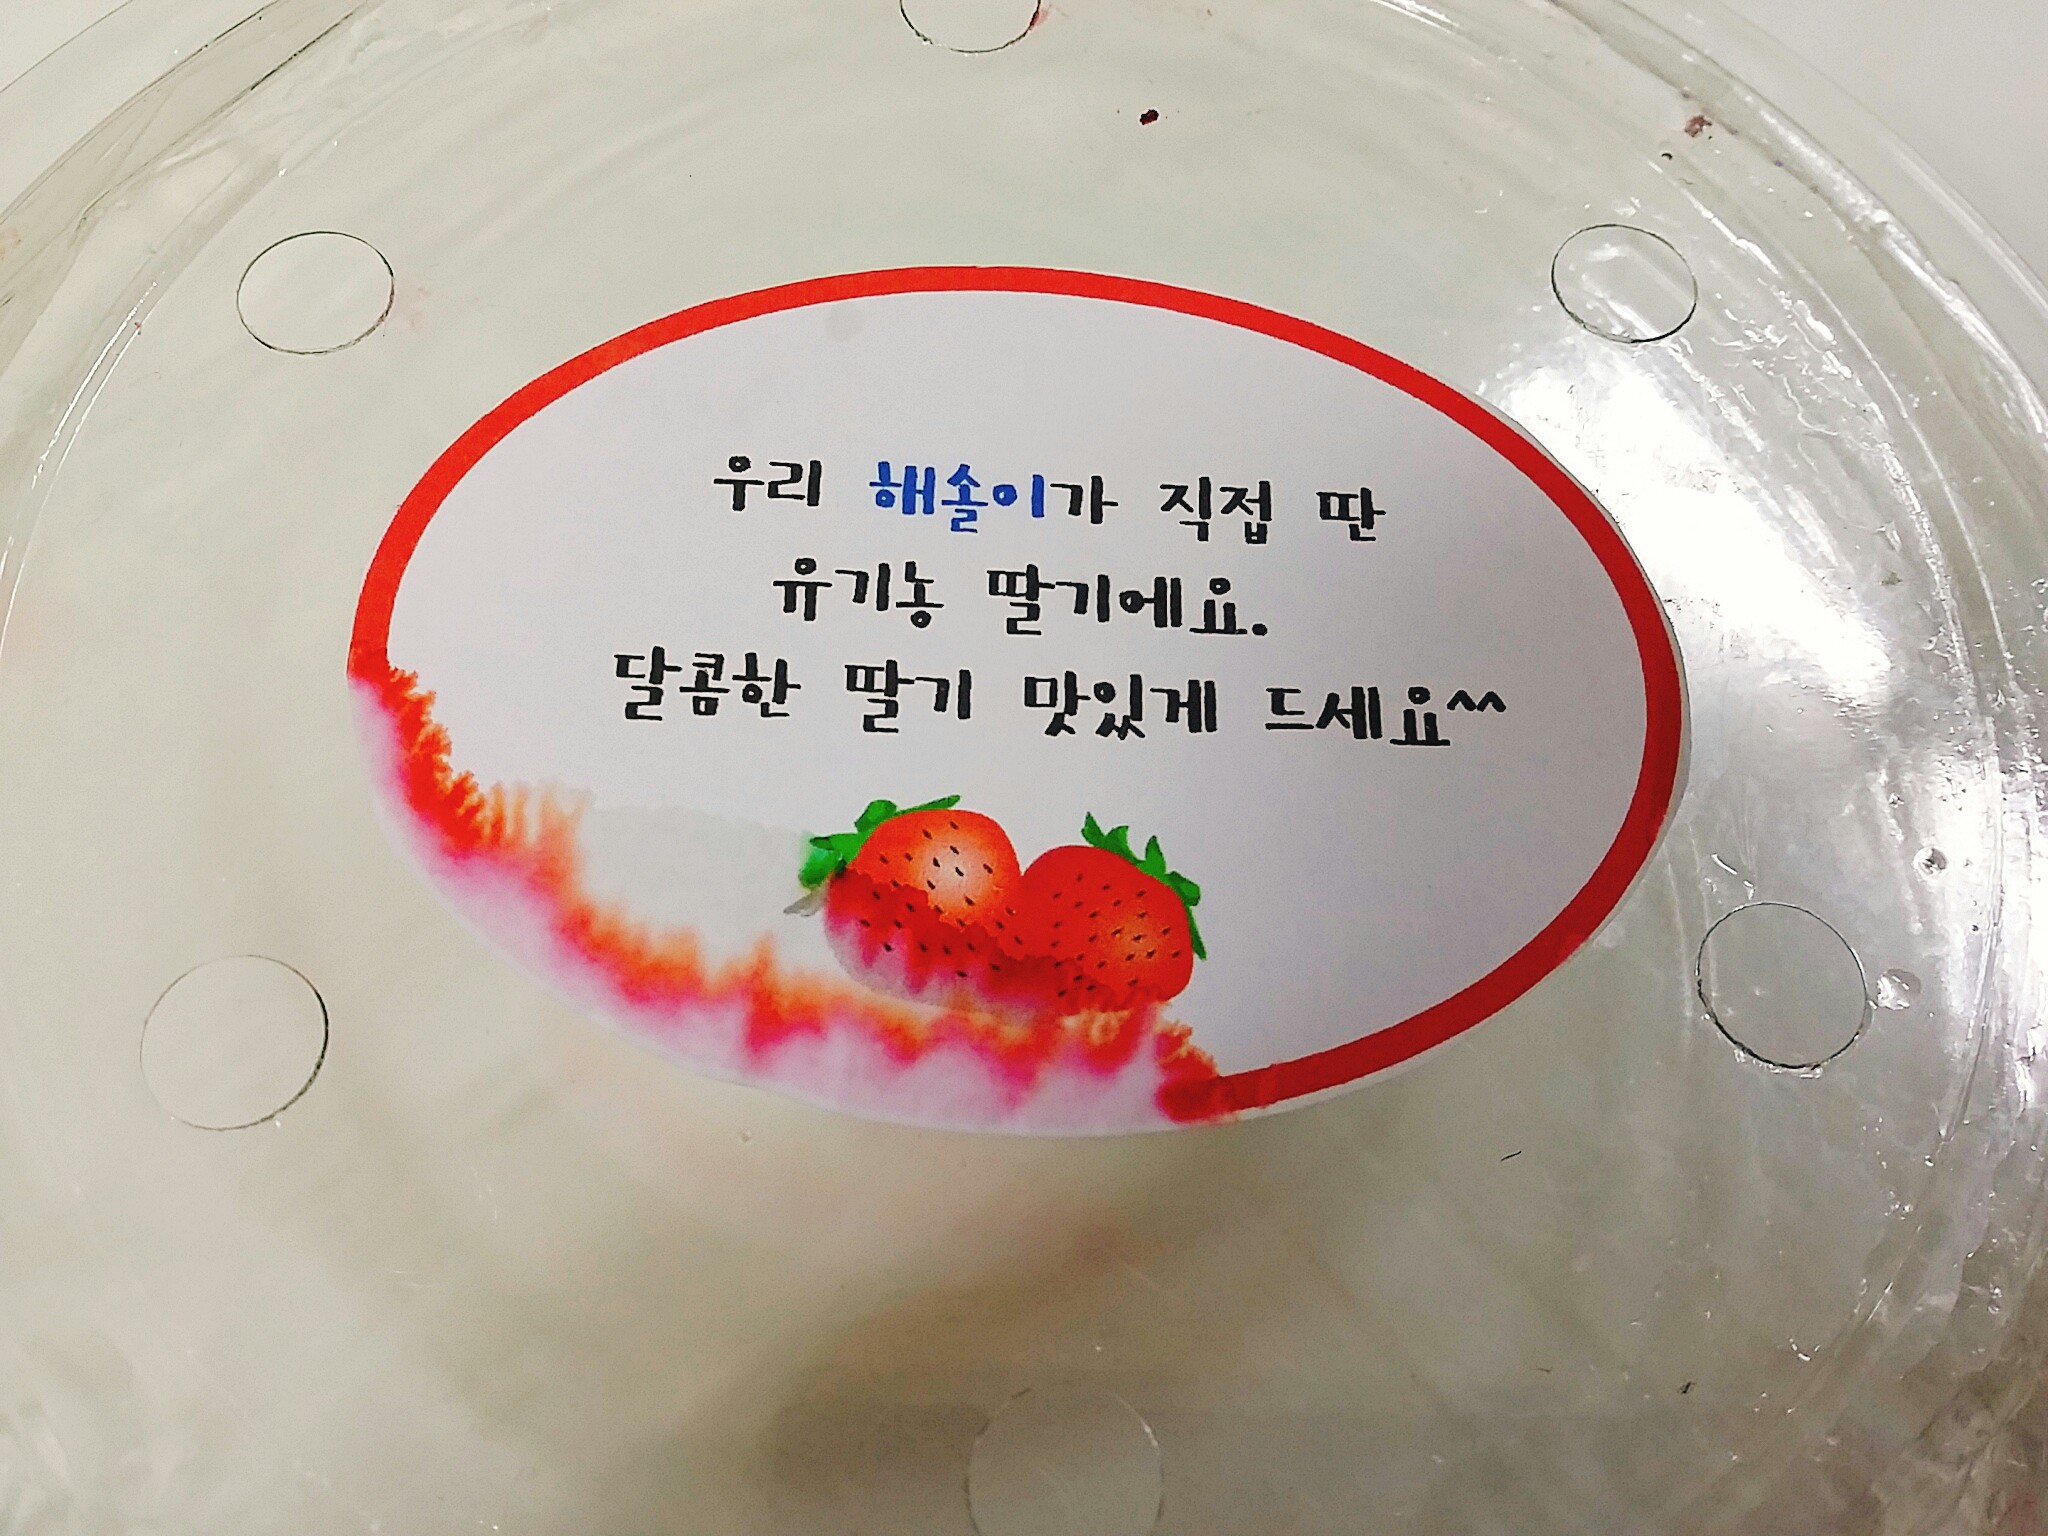 우리 해솔이가 직접 딴
유기농 딸기에요.
달콤한 딸기 맛있게 드세요^^